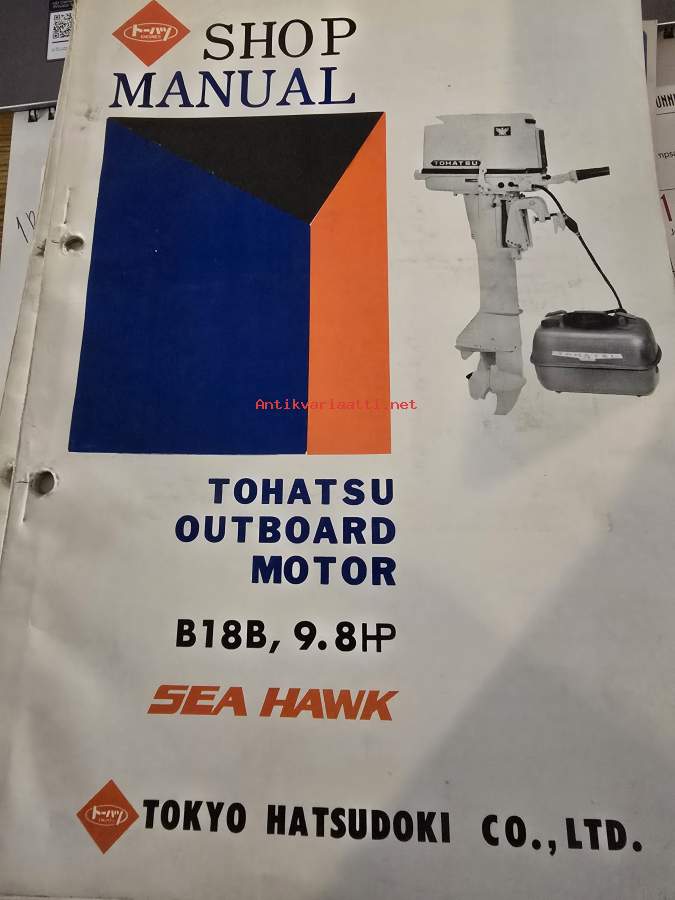 トーハツ
SHOP
MANUAL
TOHATSU
TOHATSU
Antikvariaatti.net
TOHATSU
OUTBOARD
MOTOR
B18B, 9.8HP
SEA HAWK
トーハツ
TOKYO HATSUDOKI CO., LTD.